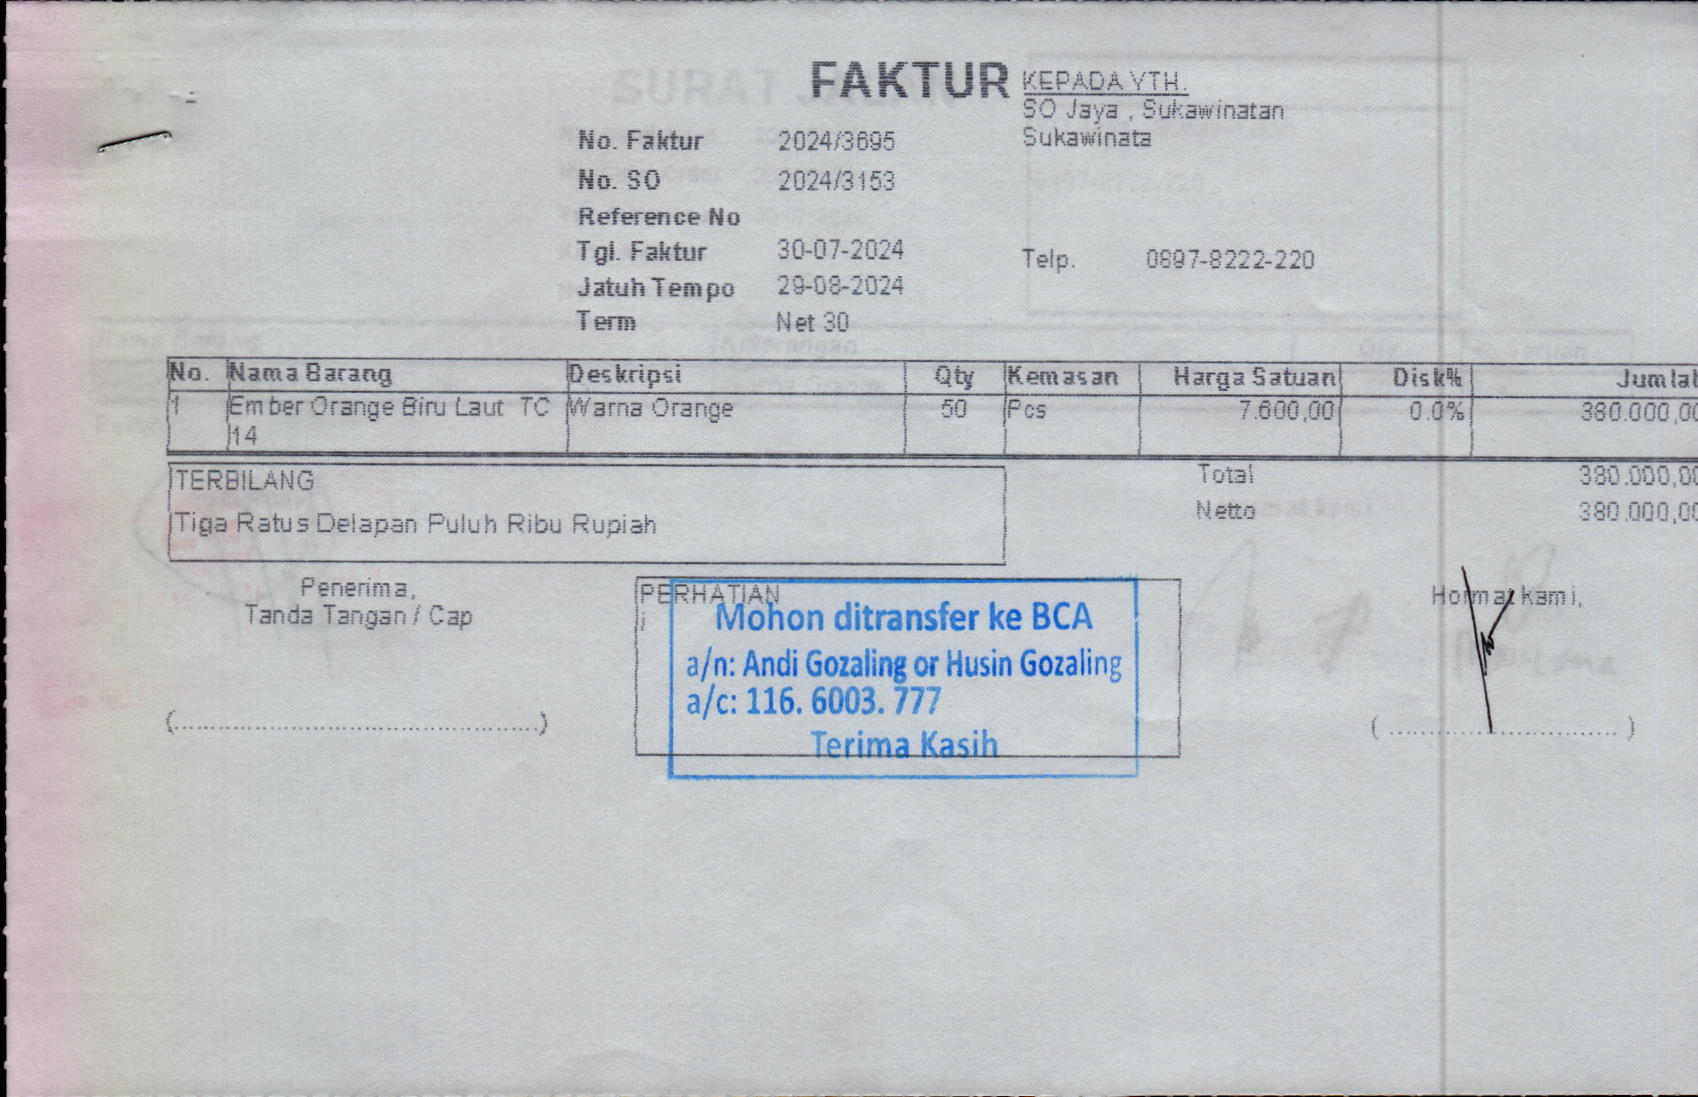 FAKTUR
No. Faktur 2024/3695
No. SO 2024/3153
Reference No
Tgl. Faktur 30-07-2024
Jatuh Tempo 29-08-2024
Term Net 30
KEPADA YTH.
SO Jaya , Sukawinatan
Sukawinata
Telp. 0897-8222-220
No. Nama Barang Deskripsi Qty Kemasan Harga Satuan Disk% Jumla
1 Ember Orange Biru Laut TC Warna Orange 50 Pcs 7.600,00 0.0% 380.000,00
14
TERBILANG
Tiga Ratus Delapan Puluh Ribu Rupiah
Total 380.000,00
Netto 380.000,00
Penerima,
Tanda Tangan / Cap
(........................................)
PERHATIAN
Mohon ditransfer ke BCA
a/n: Andi Gozaling or Husin Gozaling
a/c: 116. 6003. 777
Terima Kasih
Hormat kami,
( ............................ )